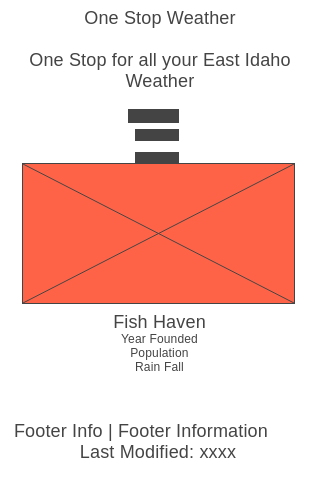 One Stop Weather
One Stop for all your East Idaho
Weather
Fish Haven
Year Founded
Population
Rain Fall
Footer Info | Footer Information
Last Modified: xxxx